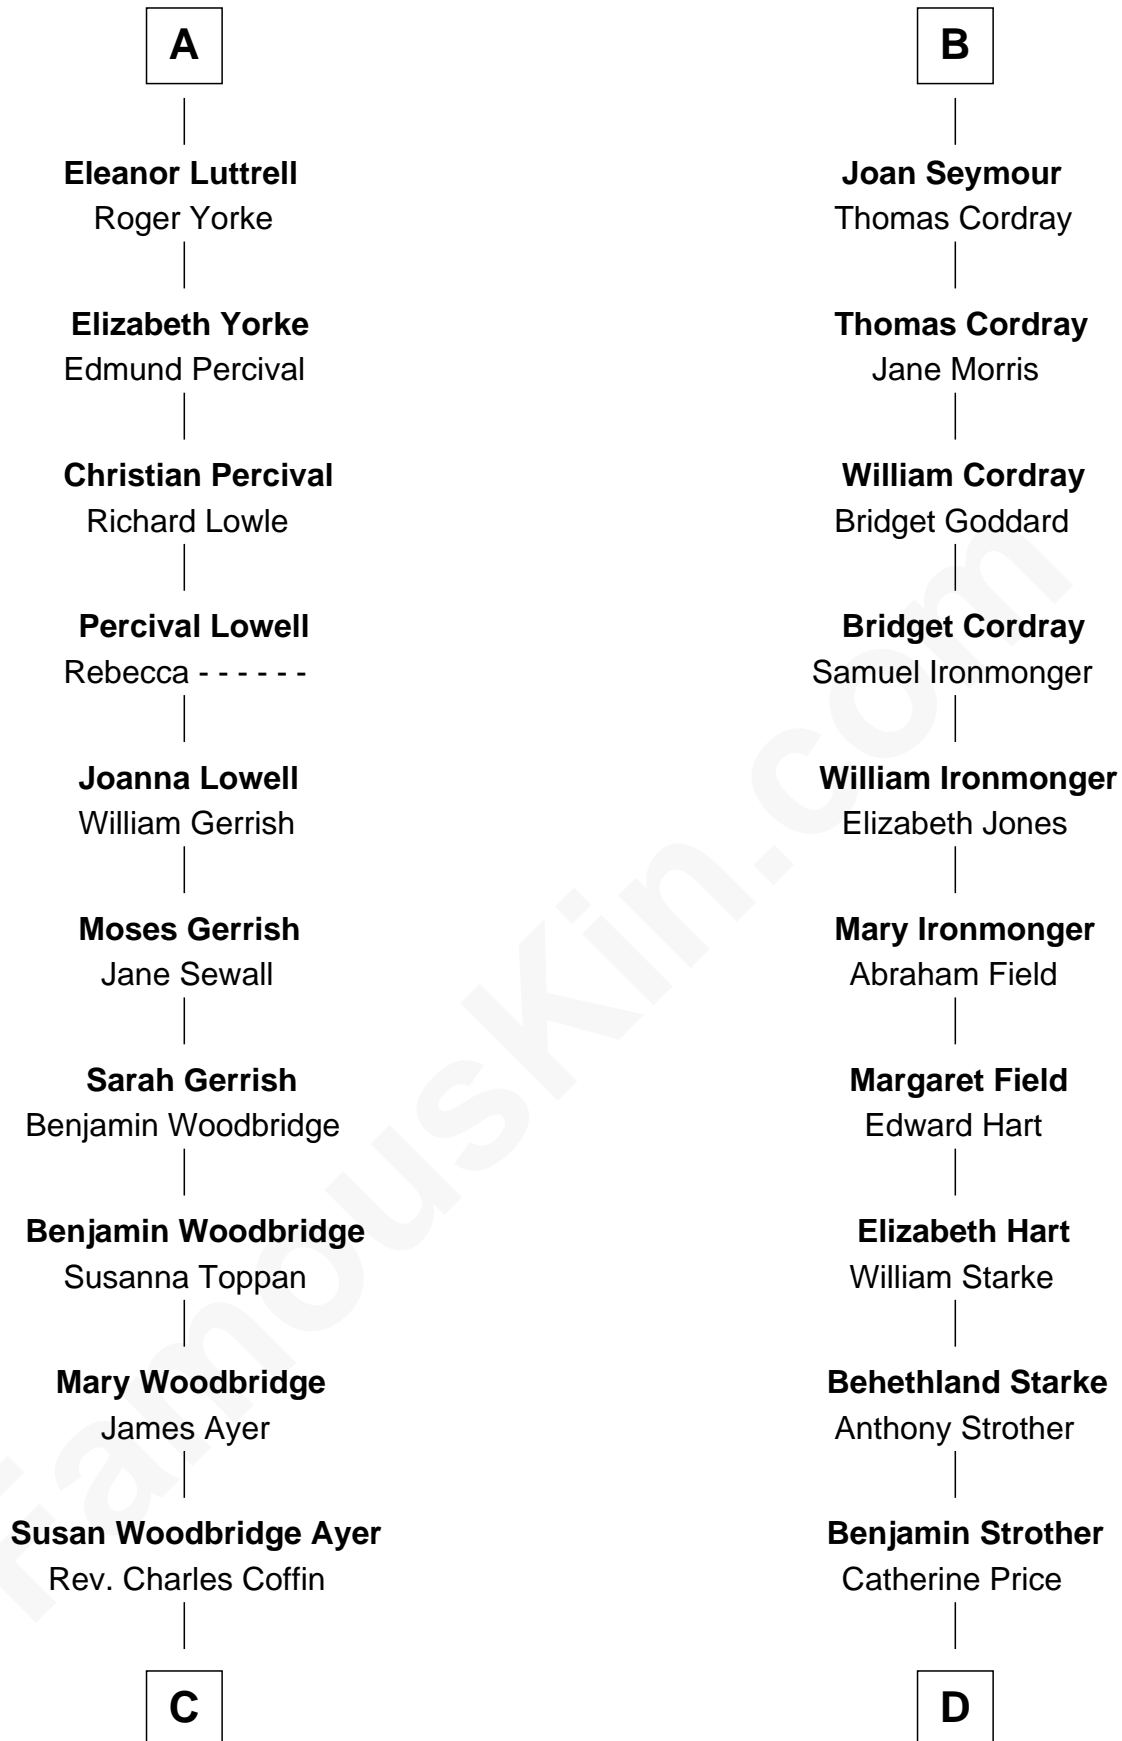 A
Eleanor Luttrell
Roger Yorke
Elizabeth Yorke
Edmund Percival
Christian Percival
Richard Lowle
Percival Lowell
Rebecca - - - - - -
Joanna Lowell
William Gerrish
Moses Gerrish
Jane Sewall
Sarah Gerrish
Benjamin Woodbridge
Benjamin Woodbridge
Susanna Toppan
Mary Woodbridge
James Ayer
Susan Woodbridge Ayer
Rev. Charles Coffin
C
B
Joan Seymour
Thomas Cordray
Thomas Cordray
Jane Morris
William Cordray
Bridget Goddard
Bridget Cordray
Samuel Ironmonger
William Ironmonger
Elizabeth Jones
Mary Ironmonger
Abraham Field
Margaret Field
Edward Hart
Elizabeth Hart
William Starke
Behethland Starke
Anthony Strother
Benjamin Strother
Catherine Price
D
FamousKin.com